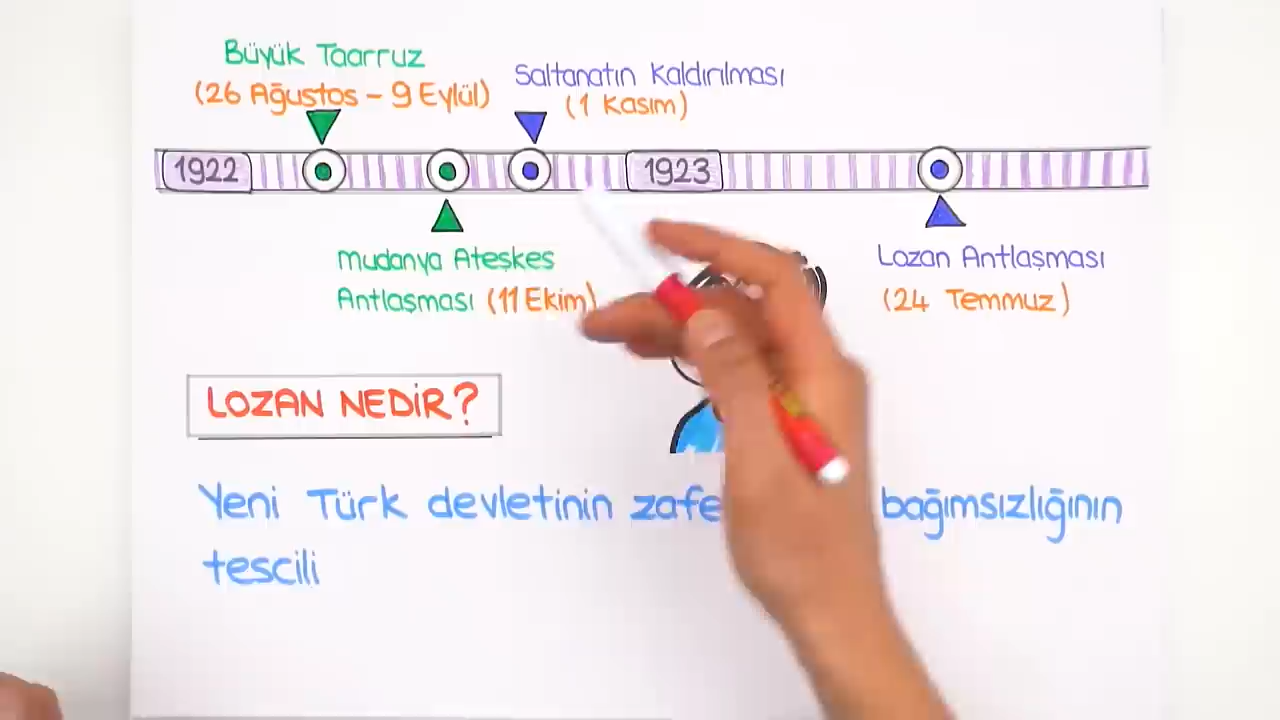 Büyük Taarruz
(26 Ağustos - 9 Eylül)
Saltanatın Kaldırılması
(1 Kasım)
1922
1923
Mudanya Ateşkes
Antlaşması (11 Ekim)
Lozan Antlaşması
(24 Temmuz)
LOZAN NEDİR?
Yeni Türk devletinin bağımsızlığının
tescili